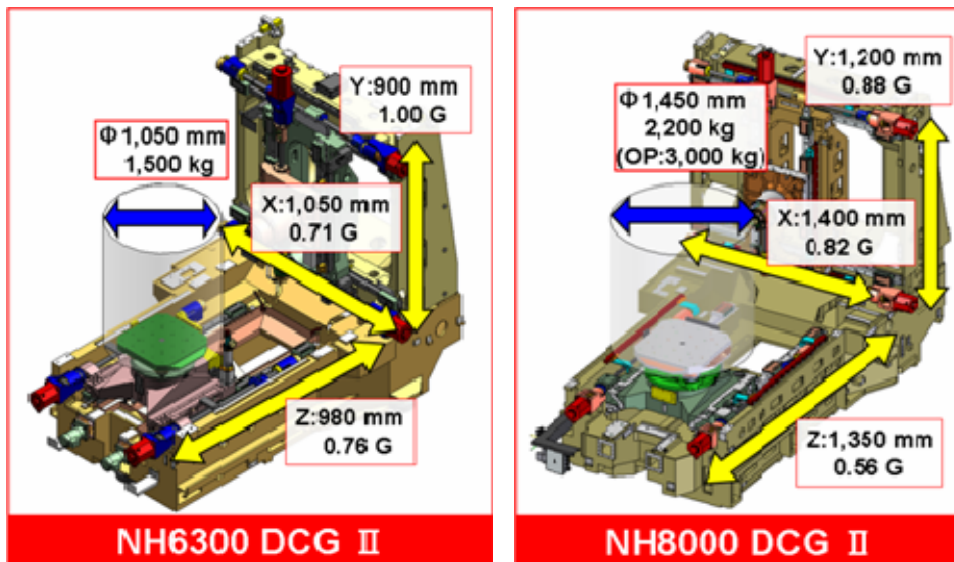 Y:900 mm
1.00 G
Φ1,050 mm
1,500 kg
X:1,050 mm
0.71 G
Z:980 mm
0.76 G
NH6300 DCG Ⅱ
Y:1,200 mm
0.88 G
Φ1,450 mm
2,200 kg
(OP:3,000 kg)
X:1,400 mm
0.82 G
Z:1,350 mm
0.56 G
NH8000 DCG Ⅱ